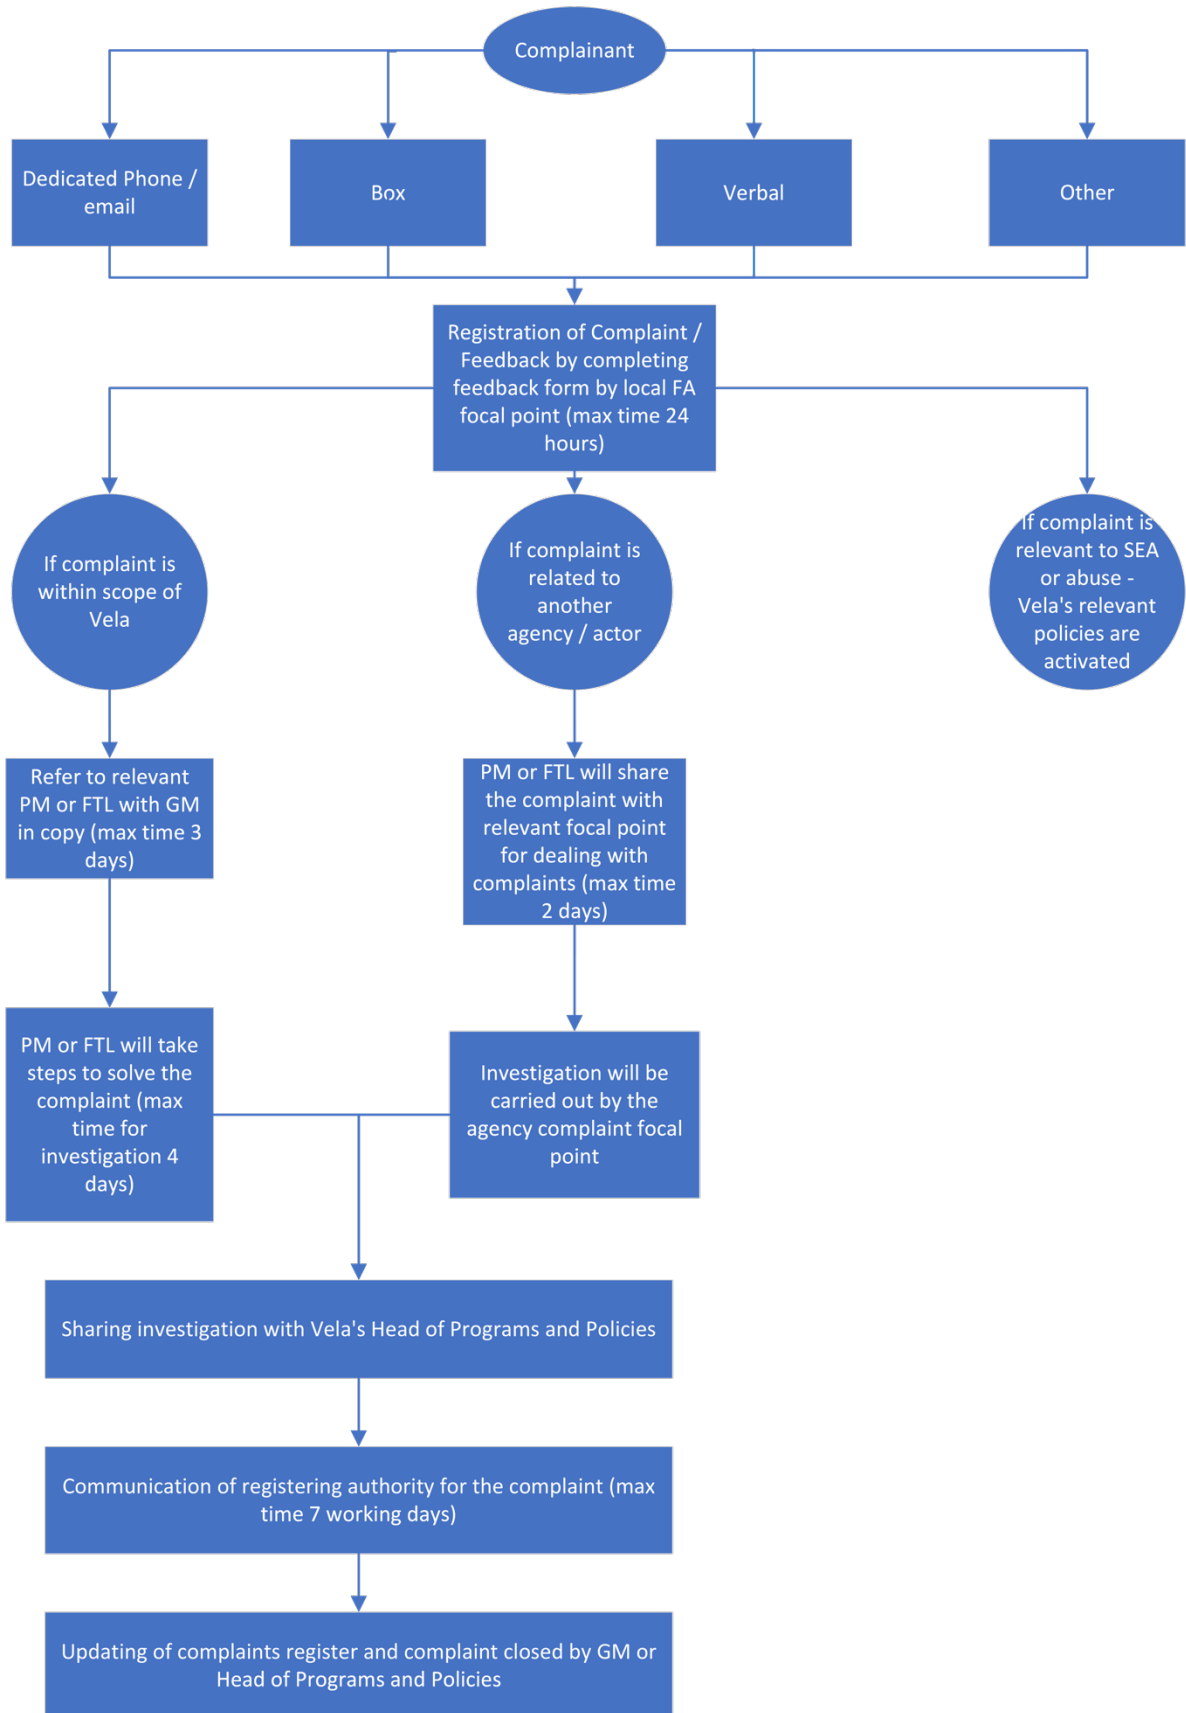 Complainant
Dedicated Phone /
email
Box
Verbal
Other
Registration of Complaint /
Feedback by completing
feedback form by local FA
focal point (max time 24
hours)
If complaint is
within scope of
Vela
If complaint is
related to
another
agency / actor
If complaint is
relevant to SEA
or abuse -
Vela's relevant
policies are
activated
Refer to relevant
PM or FTL with GM
in copy (max time 3
days)
PM or FTL will share
the complaint with
relevant focal point
for dealing with
complaints (max time
2 days)
PM or FTL will take
steps to solve the
complaint (max
time for
investigation 4
days)
Investigation will be
carried out by the
agency complaint focal
point
Sharing investigation with Vela's Head of Programs and Policies
Communication of registering authority for the complaint (max
time 7 working days)
Updating of complaints register and complaint closed by GM or
Head of Programs and Policies